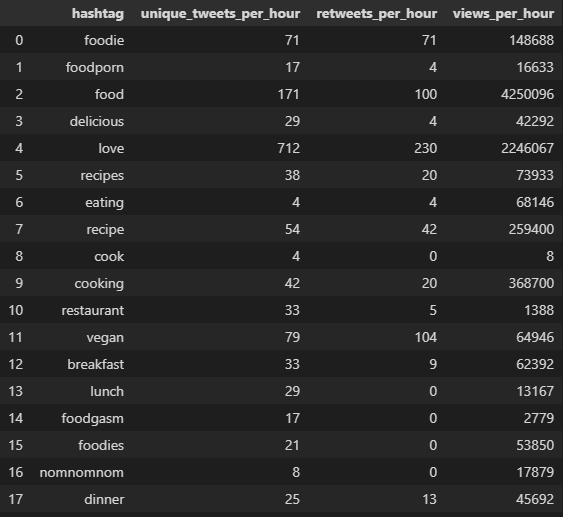 hashtag unique_tweets_per_hour retweets_per_hour views_per_hour
0 foodie 71 71 148688
1 foodporn 17 4 16633
2 food 171 100 4250096
3 delicious 29 4 42292
4 love 712 230 2246067
5 recipes 38 20 73933
6 eating 4 4 68146
7 recipe 54 42 259400
8 cook 4 0 8
9 cooking 42 20 368700
10 restaurant 33 5 1388
11 vegan 79 104 64946
12 breakfast 33 9 62392
13 lunch 29 0 13167
14 foodgasm 17 0 2779
15 foodies 21 0 53850
16 nomnomnom 8 0 17879
17 dinner 25 13 45692